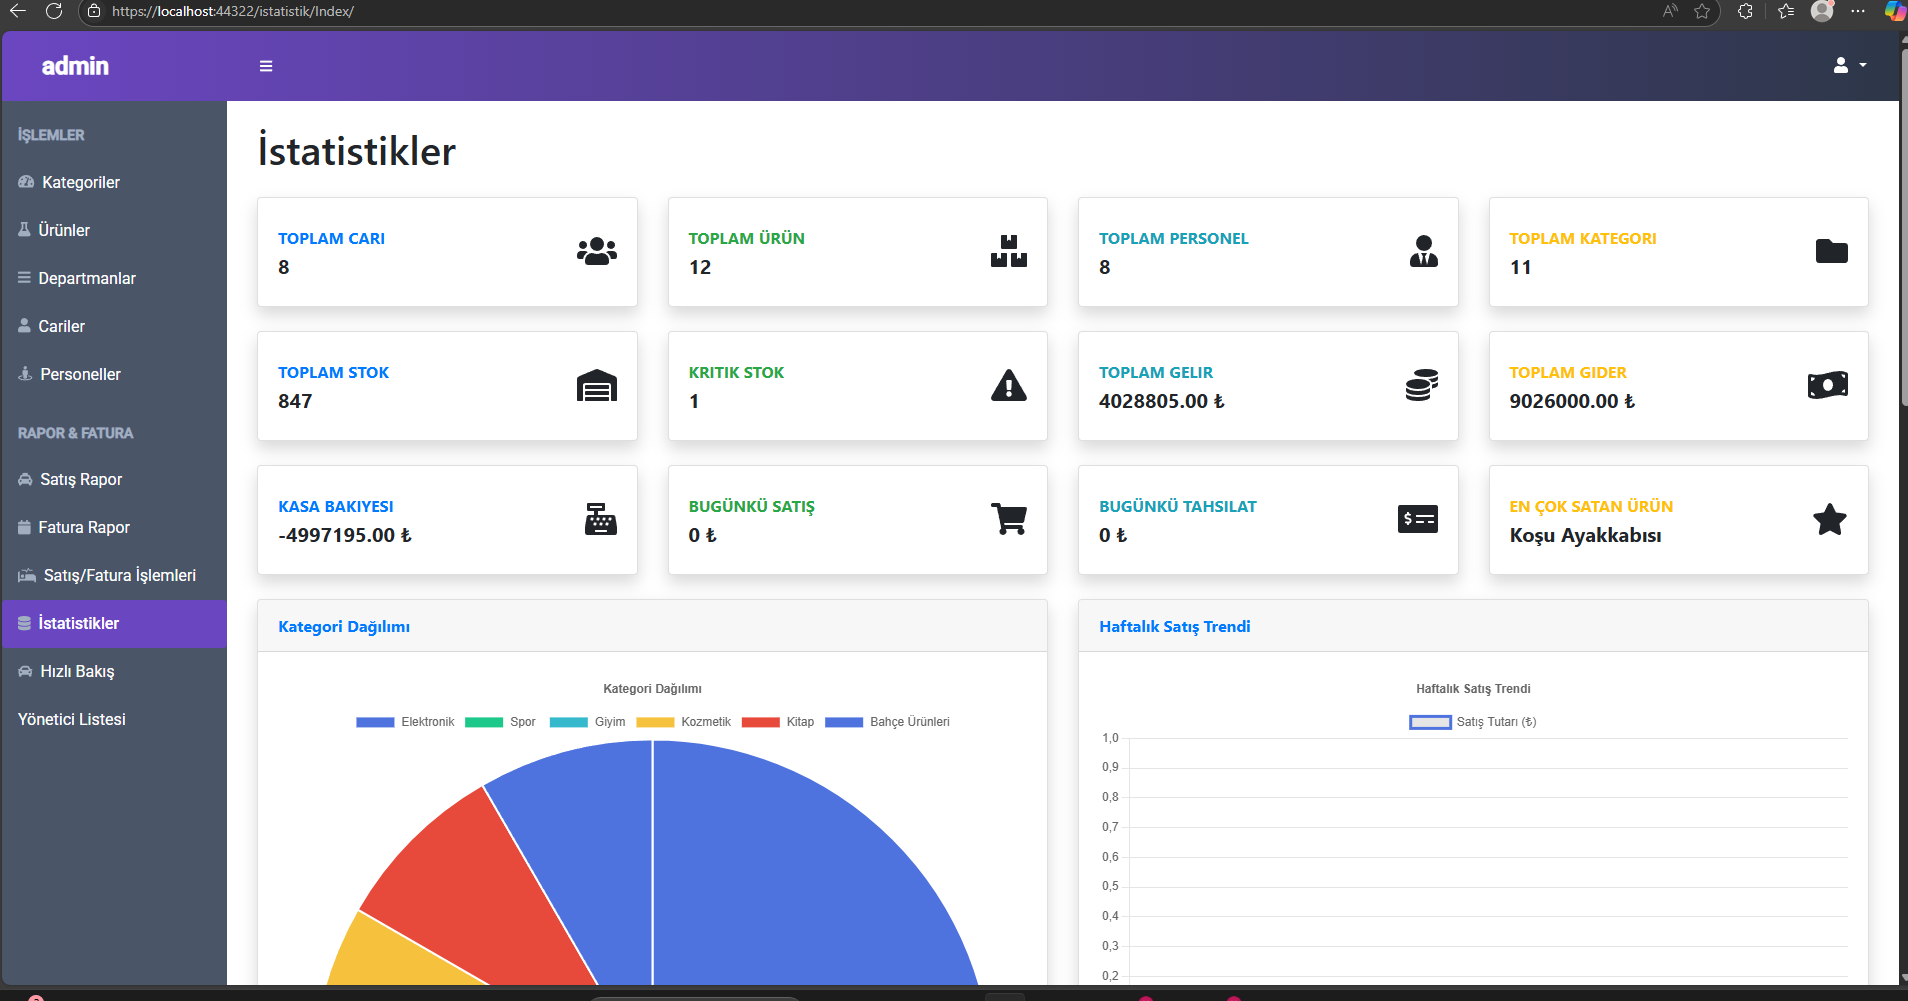 https://localhost:44322/istatistik/Index/
admin
İŞLEMLER
Kategoriler
Ürünler
Departmanlar
Cariler
Personeller
RAPOR & FATURA
Satış Rapor
Fatura Rapor
Satış/Fatura İşlemleri
İstatistikler
Hızlı Bakış
Yönetici Listesi
İstatistikler
TOPLAM CARI
8
TOPLAM ÜRÜN
12
TOPLAM PERSONEL
8
TOPLAM KATEGORI
11
TOPLAM STOK
847
KRITIK STOK
1
TOPLAM GELIR
4028805.00 ₺
TOPLAM GIDER
9026000.00 ₺
KASA BAKIYESI
-4997195.00 ₺
BUGÜNKÜ SATIŞ
0 ₺
BUGÜNKÜ TAHSILAT
0 ₺
EN ÇOK SATAN ÜRÜN
Koşu Ayakkabısı
Kategori Dağılımı
Kategori Dağılımı
Elektronik Spor Giyim Kozmetik Kitap Bahçe Ürünleri
Haftalık Satış Trendi
Haftalık Satış Trendi
Satış Tutarı (₺)
1,0
0,9
0,8
0,7
0,6
0,5
0,4
0,3
0,2